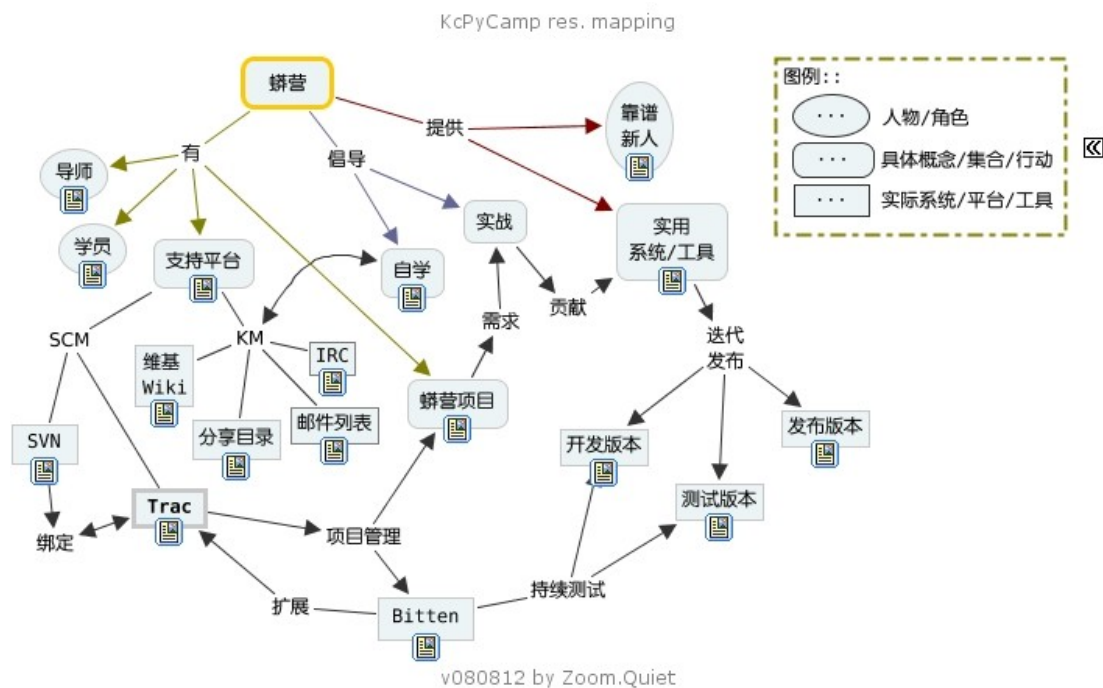 KcPyCamp res. mapping
蟒营
图例::
...
人物/角色
...
具体概念/集合/行动
...
实际系统/平台/工具
提供
靠谱
新人
有
倡导
导师
学员
支持平台
自学
实战
实用
系统/工具
贡献
需求
SCM
KM
维基
Wiki
IRC
分享目录
邮件列表
蟒营项目
迭代
发布
开发版本
发布版本
测试版本
SVN
Trac
绑定
项目管理
持续测试
扩展
Bitten
v080812 by Zoom.Quiet